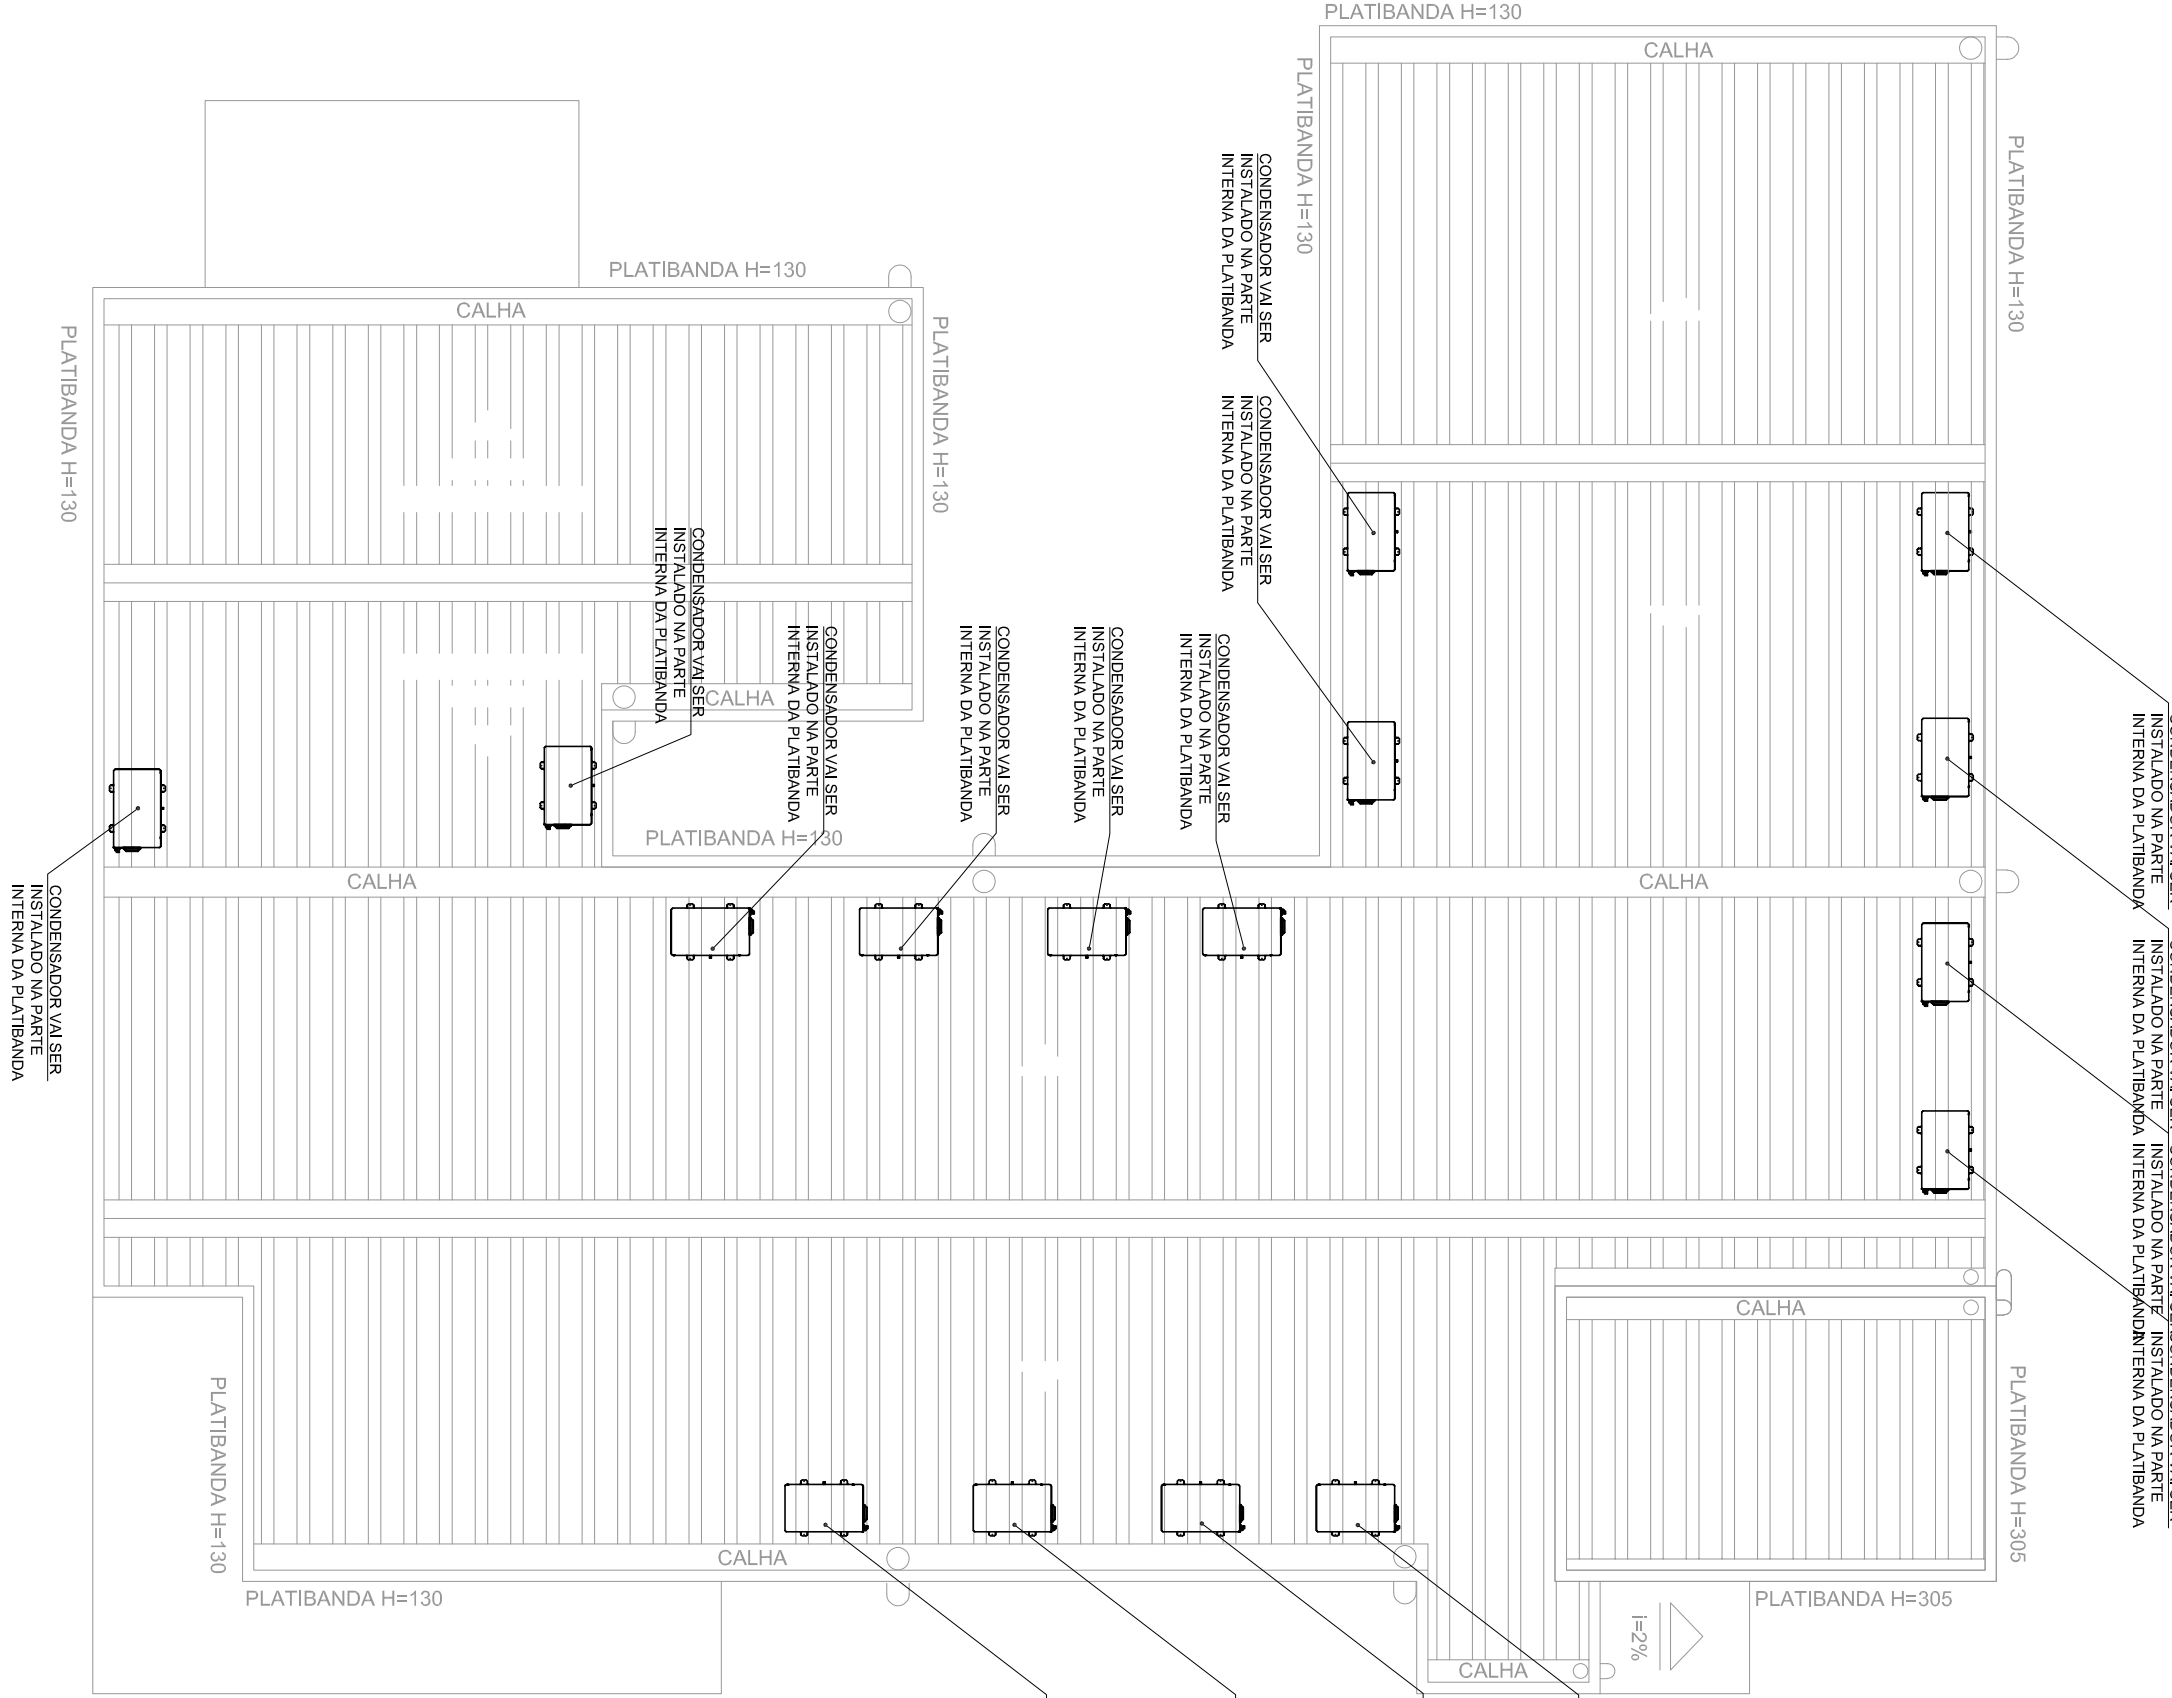 PLATIBANDA H=130
CALHA
PLATIBANDA H=130
PLATIBANDA H=130
CONDENSADOR VAI SER
INSTALADO NA PARTE
INTERNA DA PLATIBANDA
PLATIBANDA H=130
CALHA
PLATIBANDA H=130
PLATIBANDA H=130
CONDENSADOR VAI SER
INSTALADO NA PARTE
INTERNA DA PLATIBANDA
CONDENSADOR VAI SER
INSTALADO NA PARTE
INTERNA DA PLATIBANDA
CALHA
CONDENSADOR VAI SER
INSTALADO NA PARTE
INTERNA DA PLATIBANDA
CONDENSADOR VAI SER
INSTALADO NA PARTE
INTERNA DA PLATIBANDA
CONDENSADOR VAI SER
INSTALADO NA PARTE
INTERNA DA PLATIBANDA
CONDENSADOR VAI SER
INSTALADO NA PARTE
INTERNA DA PLATIBANDA
INSTALADO NA PARTE
INTERNA DA PLATIBANDA
PLATIBANDA H=130
CALHA
CALHA
CONDENSADOR VAI SER
INSTALADO NA PARTE
INTERNA DA PLATIBANDA
INSTALADO NA PARTE
INTERNA DA PLATIBANDA
INSTALADO NA PARTE
INTERNA DA PLATIBANDA
INSTALADO NA PARTE
INTERNA DA PLATIBANDA
CALHA
PLATIBANDA H=305
PLATIBANDA H=130
CALHA
PLATIBANDA H=130
PLATIBANDA H=305
i=2%
CALHA